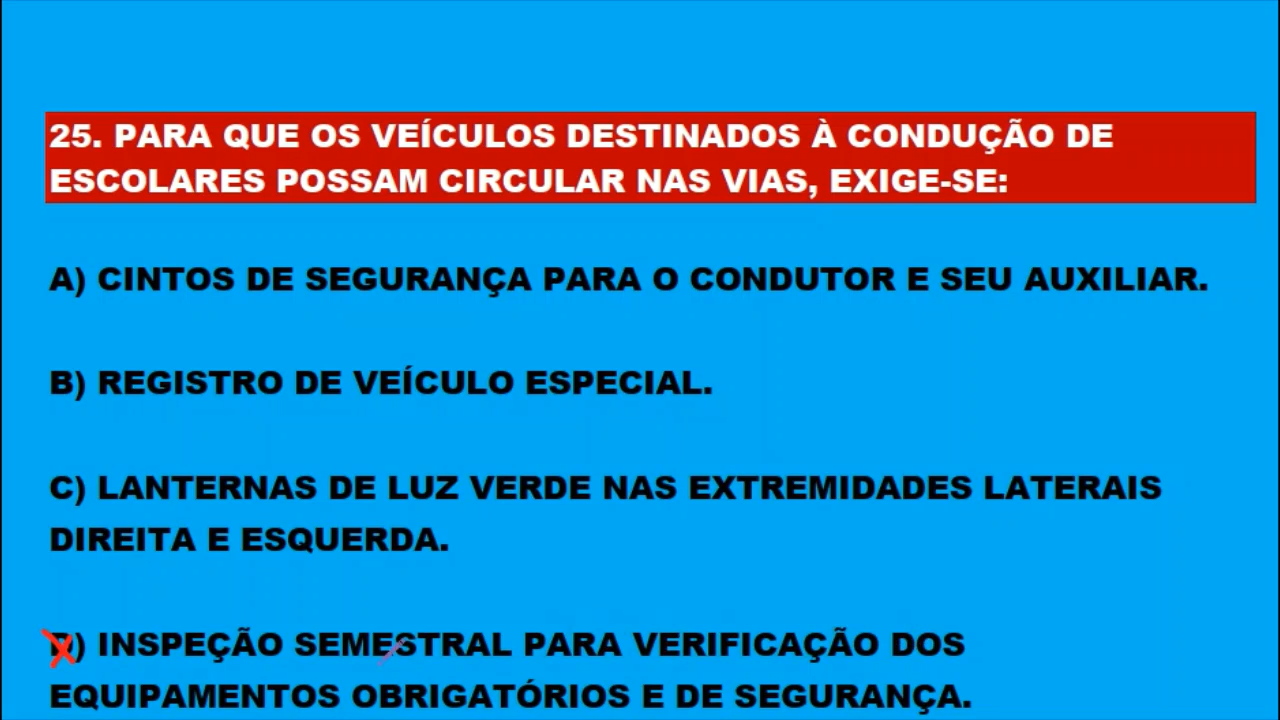 25. PARA QUE OS VEÍCULOS DESTINADOS À CONDUÇÃO DE
ESCOLARES POSSAM CIRCULAR NAS VIAS, EXIGE-SE:
A) CINTOS DE SEGURANÇA PARA O CONDUTOR E SEU AUXILIAR.
B) REGISTRO DE VEÍCULO ESPECIAL.
C) LANTERNAS DE LUZ VERDE NAS EXTREMIDADES LATERAIS
DIREITA E ESQUERDA.
D) INSPEÇÃO SEMESTRAL PARA VERIFICAÇÃO DOS
EQUIPAMENTOS OBRIGATÓRIOS E DE SEGURANÇA.